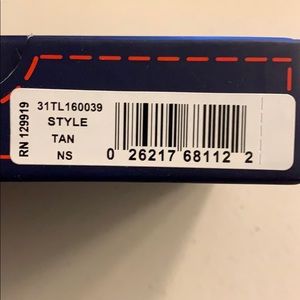 RN 129919
31TL160039
STYLE
TAN
NS
0 26217 68112 2